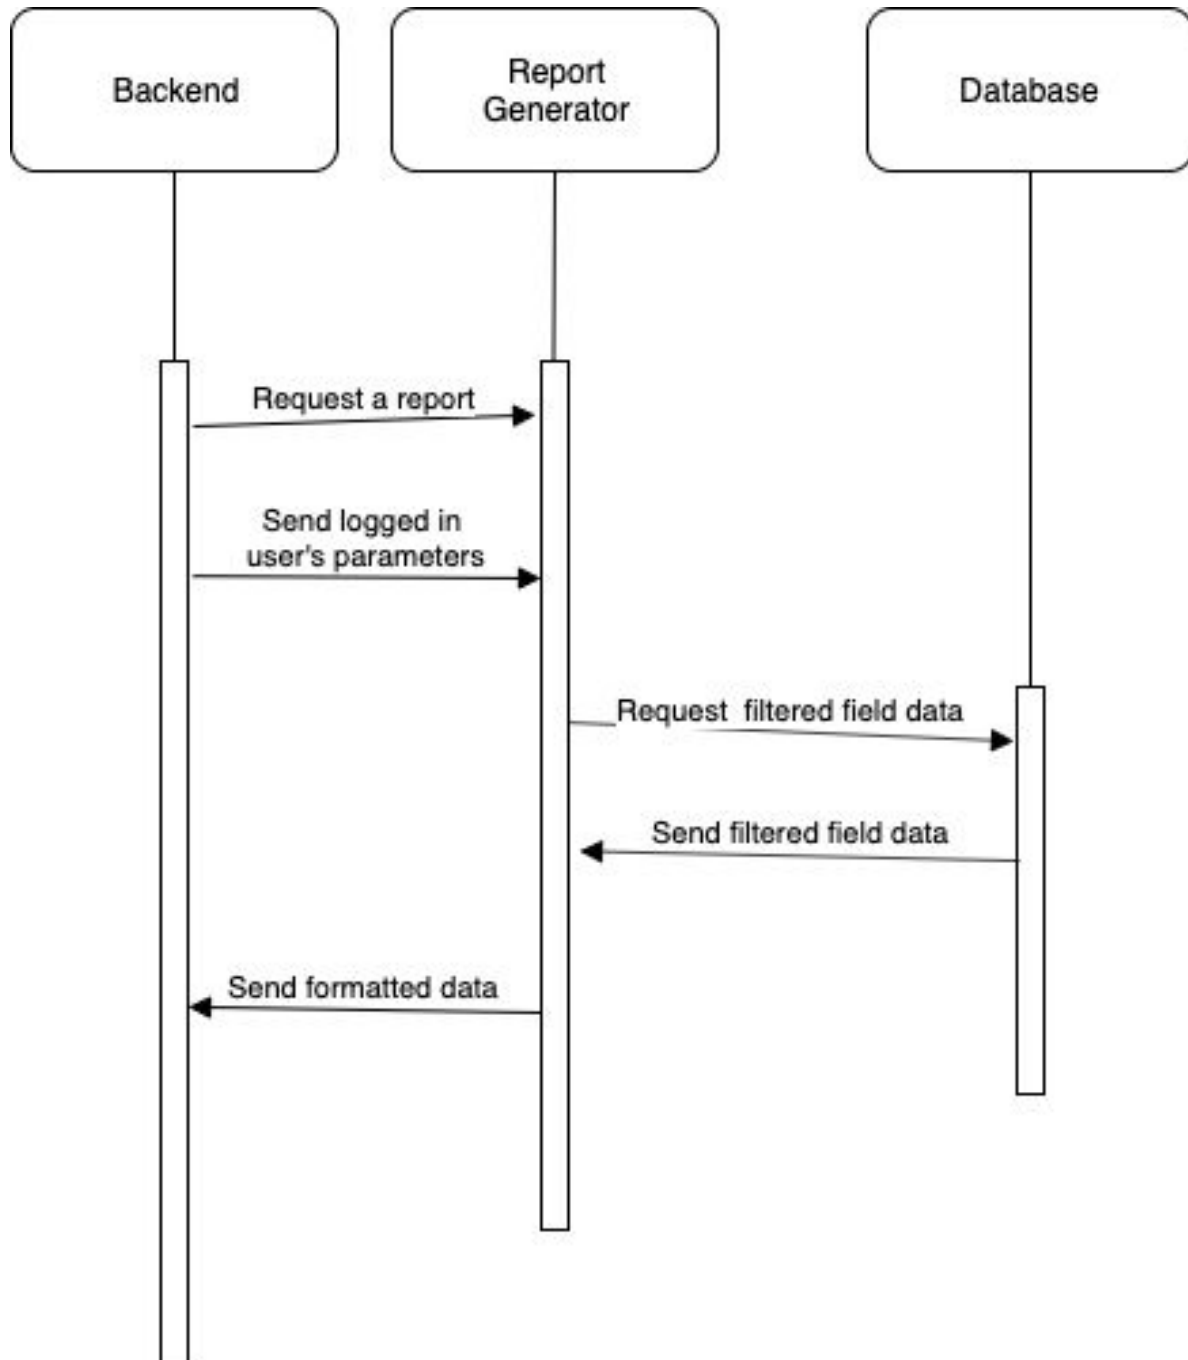 Backend
Report
Generator
Database
Request a report
Send logged in
user's parameters
Request  filtered field data
Send filtered field data
Send formatted data